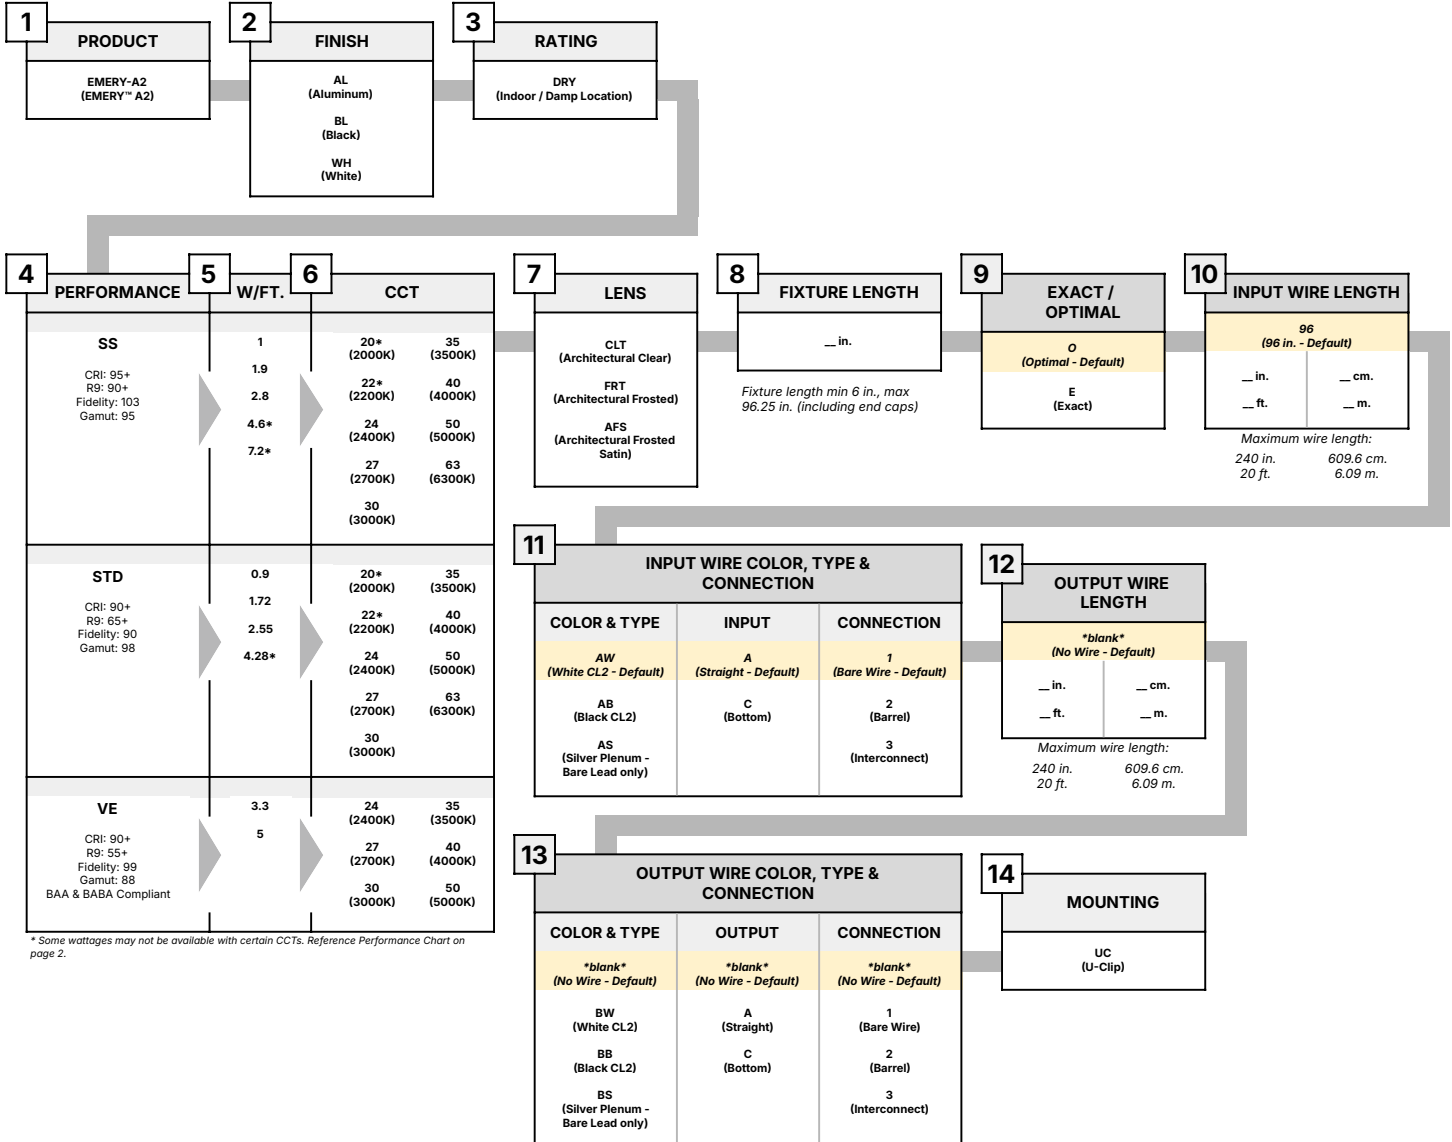 1
PRODUCT
EMERY-A2
(EMERY™ A2)
2
FINISH
AL
(Aluminum)
BL
(Black)
WH
(White)
3
RATING
DRY
(Indoor / Damp Location)
4
PERFORMANCE
5
W/FT.
6
CCT
SS
CRI: 95+
R9: 90+
Fidelity: 103
Gamut: 95
1
1.9
2.8
4.6*
7.2*
20*
(2000K)
22*
(2200K)
24
(2400K)
27
(2700K)
30
(3000K)
35
(3500K)
40
(4000K)
50
(5000K)
63
(6300K)
STD
CRI: 90+
R9: 65+
Fidelity: 90
Gamut: 98
0.9
1.72
2.55
4.28*
20*
(2000K)
22*
(2200K)
24
(2400K)
27
(2700K)
30
(3000K)
35
(3500K)
40
(4000K)
50
(5000K)
63
(6300K)
VE
CRI: 90+
R9: 55+
Fidelity: 99
Gamut: 88
BAA & BABA Compliant
3.3
5
24
(2400K)
27
(2700K)
30
(3000K)
35
(3500K)
40
(4000K)
50
(5000K)
* Some wattages may not be available with certain CCTs. Reference Performance Chart on
page 2.
7
LENS
CLT
(Architectural Clear)
FRT
(Architectural Frosted)
AFS
(Architectural Frosted
Satin)
8
FIXTURE LENGTH
__ in.
Fixture length min 6 in., max
96.25 in. (including end caps)
9
EXACT /
OPTIMAL
O
(Optimal - Default)
E
(Exact)
10
INPUT WIRE LENGTH
96
(96 in. - Default)
__ in.
__ cm.
__ ft.
__ m.
Maximum wire length:
240 in.
609.6 cm.
20 ft.
6.09 m.
11
INPUT WIRE COLOR, TYPE &
CONNECTION
COLOR & TYPE
INPUT
CONNECTION
AW
(White CL2 - Default)
AB
(Black CL2)
AS
(Silver Plenum -
Bare Lead only)
A
(Straight - Default)
C
(Bottom)
1
(Bare Wire - Default)
2
(Barrel)
3
(Interconnect)
12
OUTPUT WIRE
LENGTH
*blank*
(No Wire - Default)
__ in.
__ cm.
__ ft.
__ m.
Maximum wire length:
240 in.
609.6 cm.
20 ft.
6.09 m.
13
OUTPUT WIRE COLOR, TYPE &
CONNECTION
COLOR & TYPE
OUTPUT
CONNECTION
*blank*
(No Wire - Default)
BW
(White CL2)
BB
(Black CL2)
BS
(Silver Plenum -
Bare Lead only)
*blank*
(No Wire - Default)
A
(Straight)
C
(Bottom)
*blank*
(No Wire - Default)
1
(Bare Wire)
2
(Barrel)
3
(Interconnect)
14
MOUNTING
UC
(U-Clip)